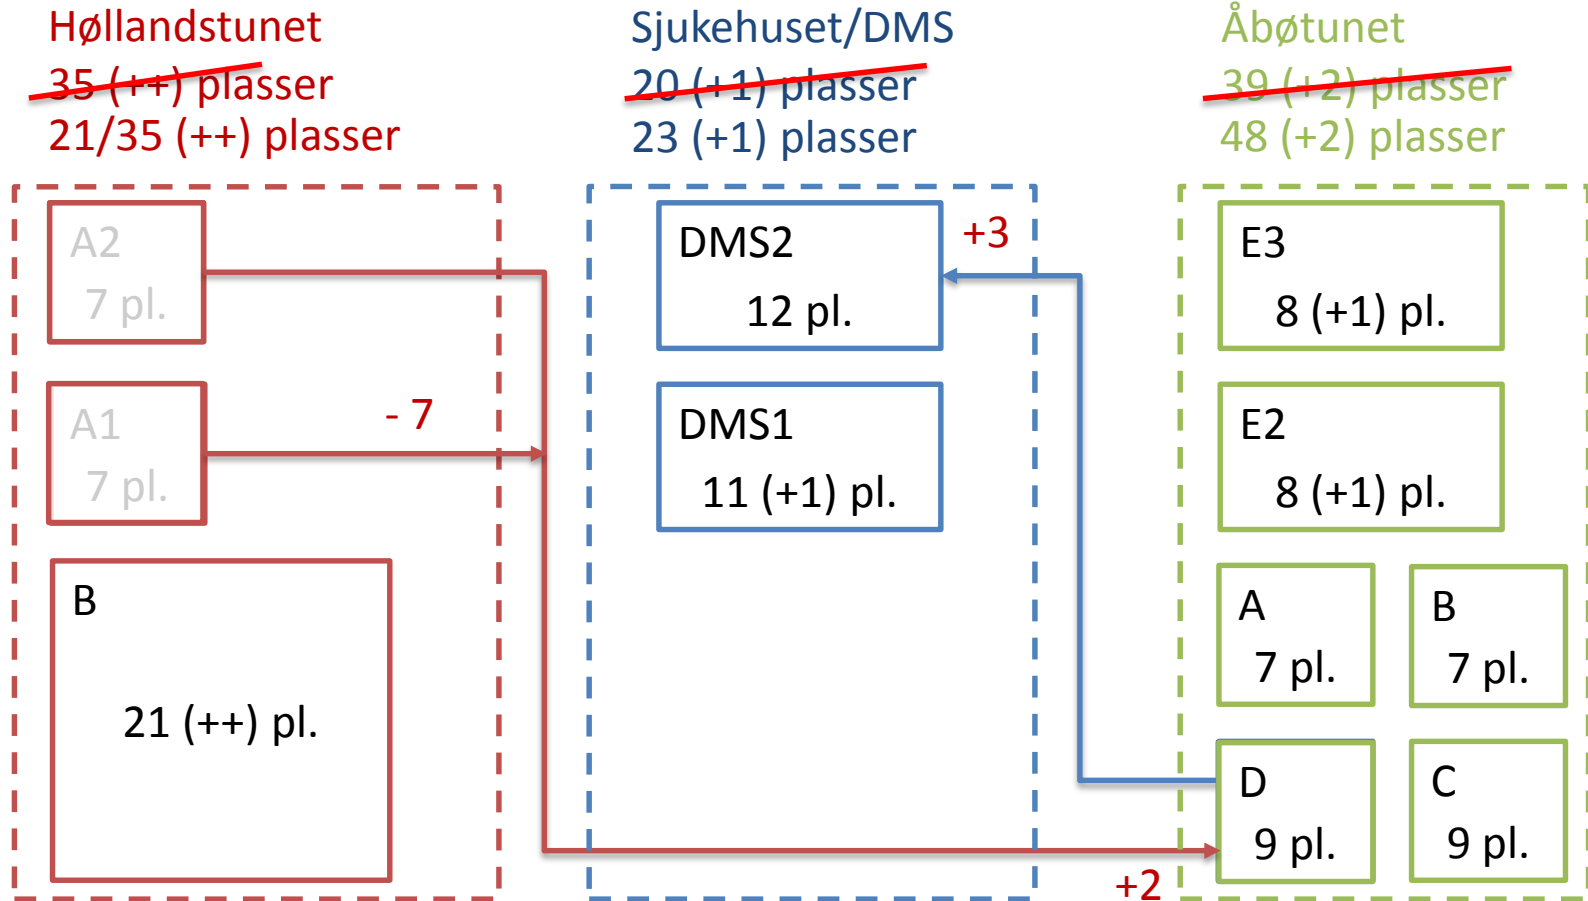 Høllandstunet
35 (++) plasser
21/35 (++) plasser
A2
7 pl.
A1
7 pl.
- 7
B
21 (++) pl.
Sjukehuset/DMS
20 (+1) plasser
23 (+1) plasser
DMS2
12 pl.
+3
DMS1
11 (+1) pl.
Åbøtunet
39 (+2) plasser
48 (+2) plasser
E3
8 (+1) pl.
E2
8 (+1) pl.
A
7 pl.
B
7 pl.
D
9 pl.
C
9 pl.
+2